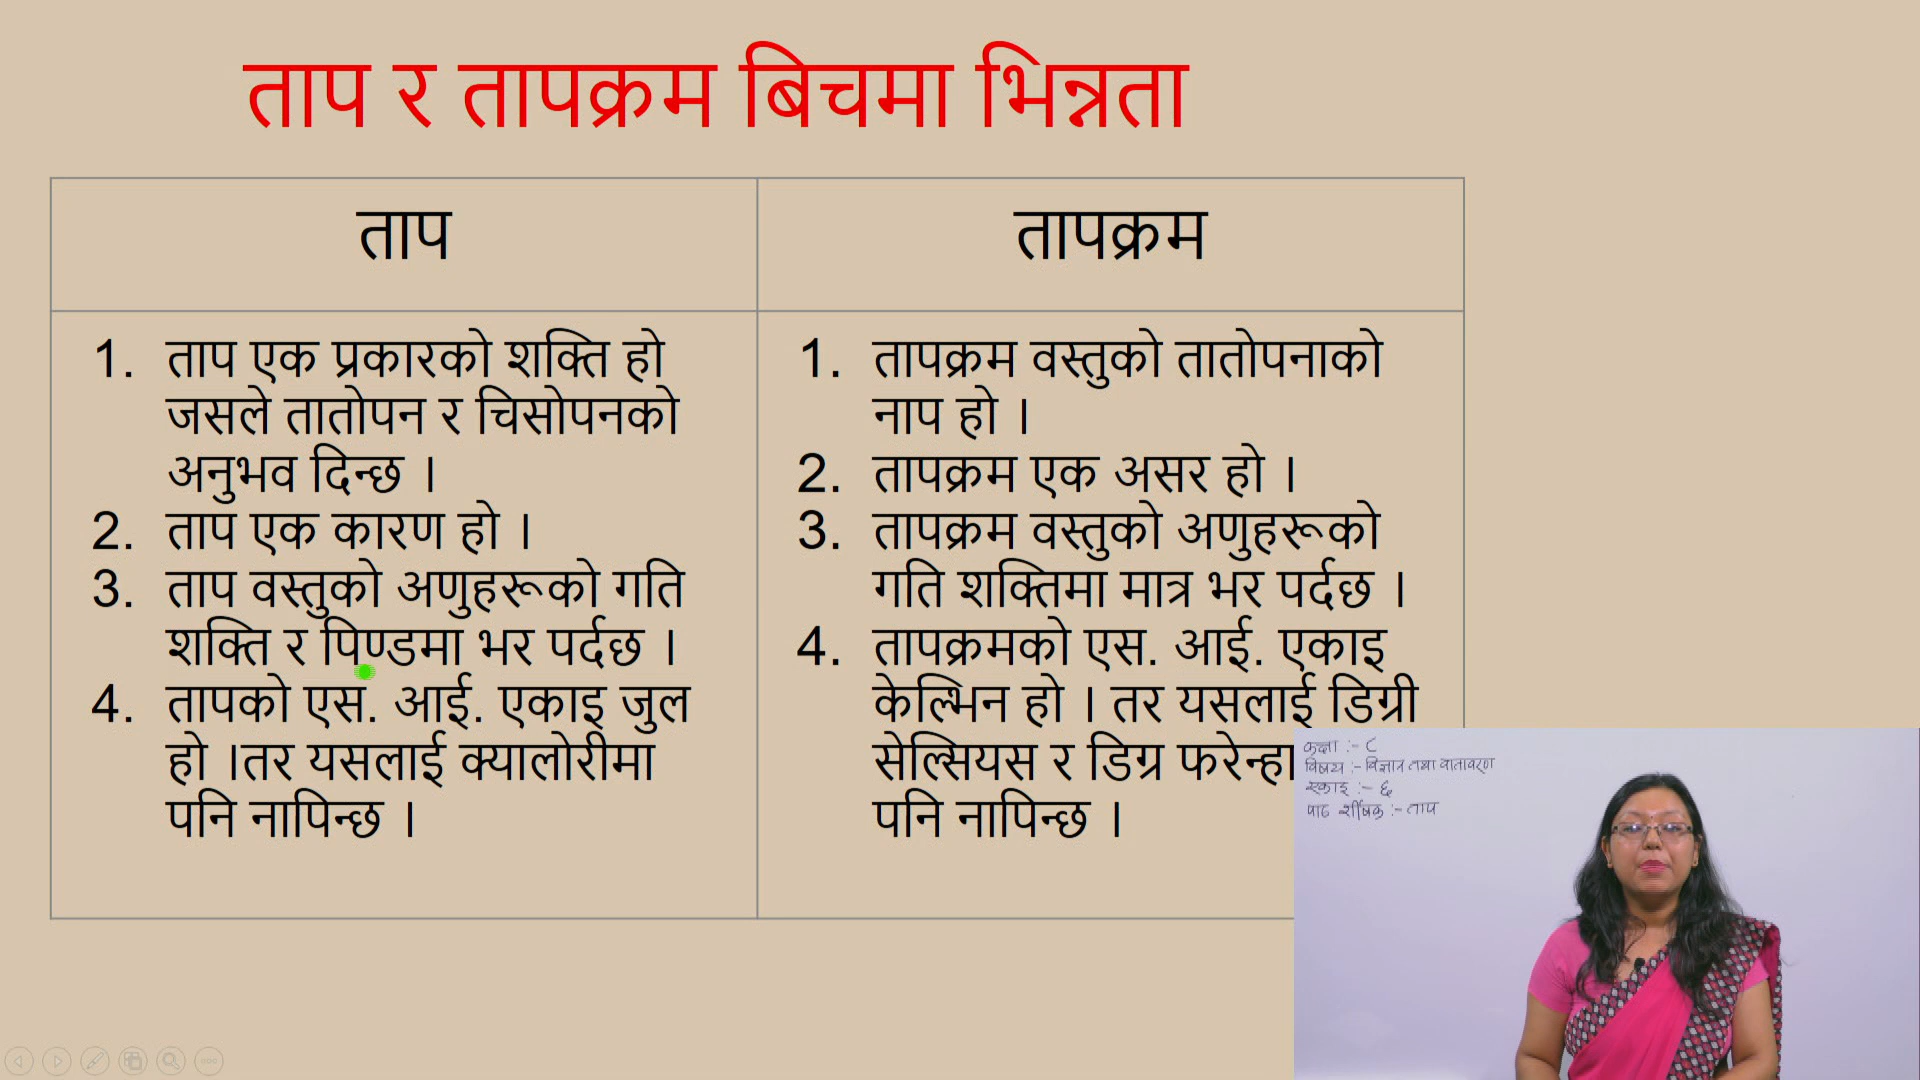 ताप र तापक्रम बिचमा भिन्नता
ताप
1. ताप एक प्रकारको शक्ति हो
जसले तातोपन र चिसोपनको
अनुभव दिन्छ ।
2. ताप एक कारण हो ।
3. ताप वस्तुको अणुहरूको गति
शक्ति र पिण्डमा भर पर्दछ ।
4. तापको एस. आई. एकाइ जुल
हो ।तर यसलाई क्यालोरीमा
पनि नापिन्छ ।
तापक्रम
1. तापक्रम वस्तुको तातोपनाको
नाप हो ।
2. तापक्रम एक असर हो ।
3. तापक्रम वस्तुको अणुहरूको
गति शक्तिमा मात्र भर पर्दछ ।
4. तापक्रमको एस. आई. एकाइ
केल्भिन हो । तर यसलाई डिग्री
सेल्सियस र डिग्र फरेन्हा
पनि नापिन्छ ।
कक्षा :- ८
विषय :- विज्ञान तथा वातावरण
एकाइ :- ६
पाठ शीर्षक :- ताप